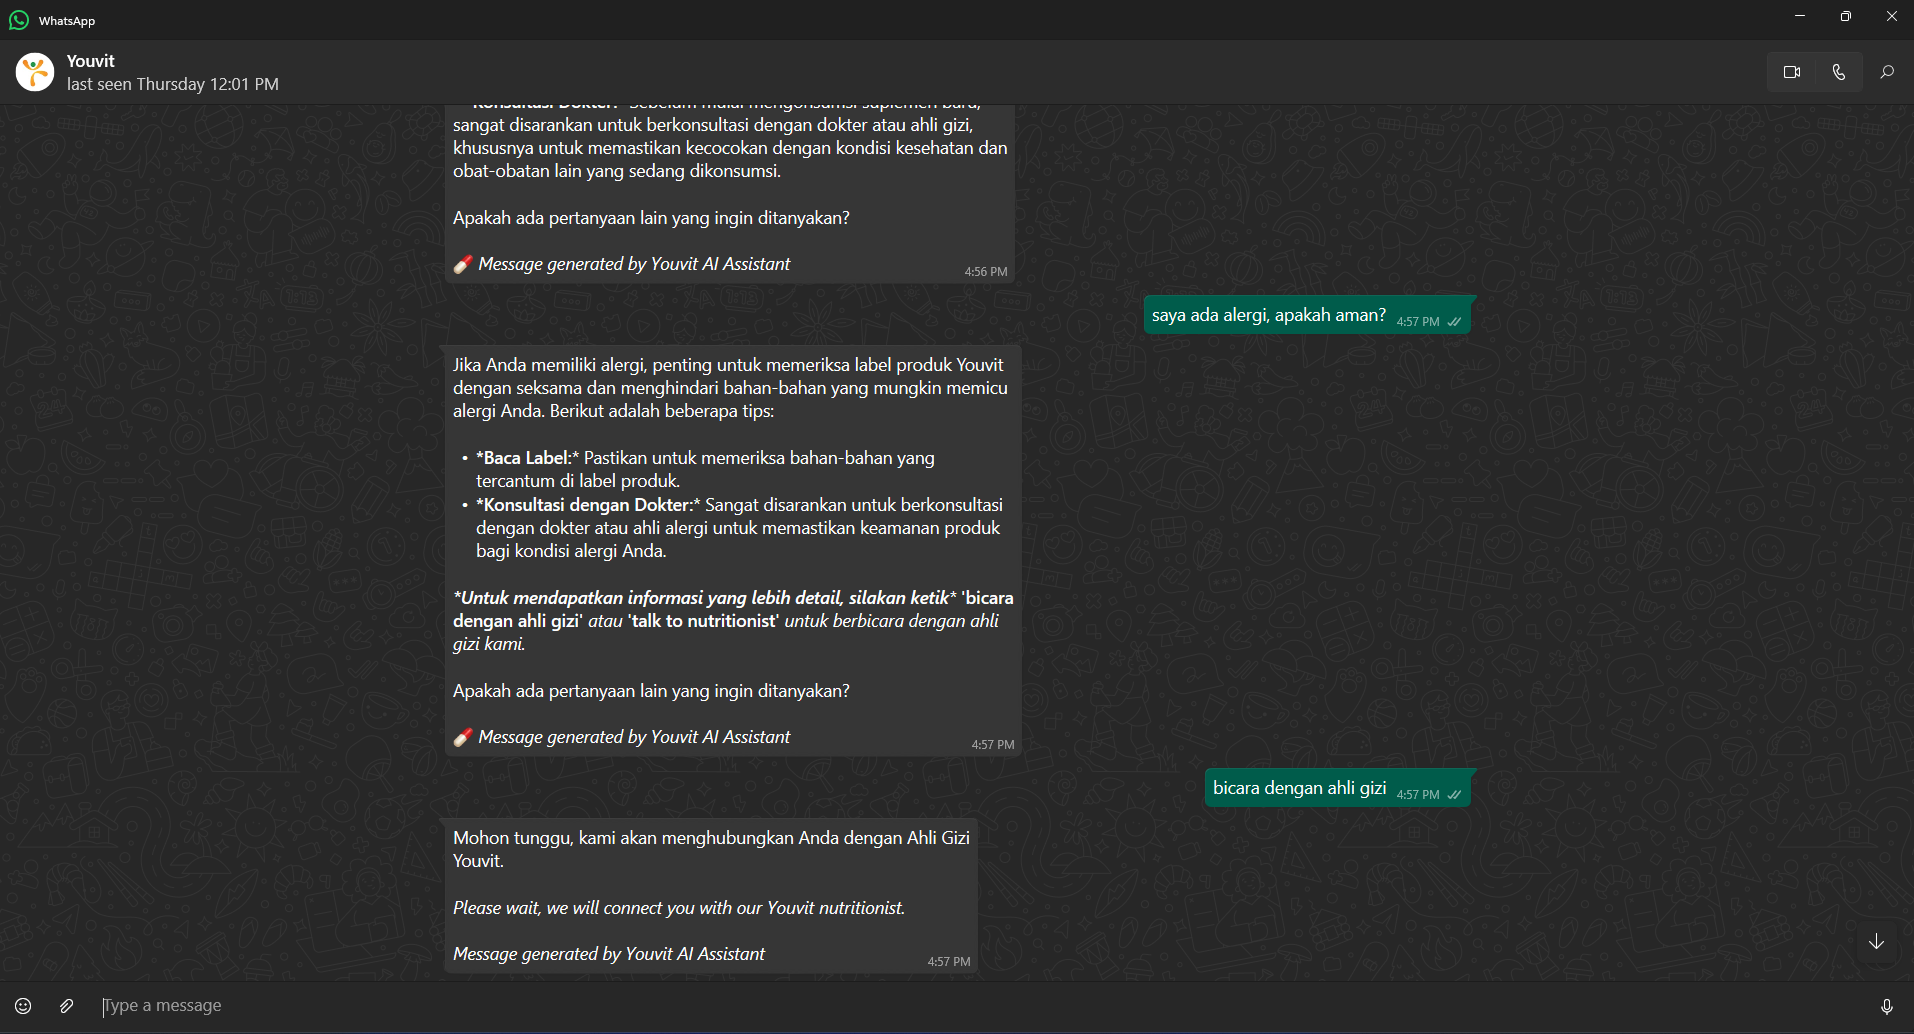 WhatsApp
Youvit
last seen Thursday 12:01 PM
Konsultasi Dokter:* Sebelum mulai mengonsumsi suplemen baru,
sangat disarankan untuk berkonsultasi dengan dokter atau ahli gizi,
khususnya untuk memastikan kecocokan dengan kondisi kesehatan dan
obat-obatan lain yang sedang dikonsumsi.
Apakah ada pertanyaan lain yang ingin ditanyakan?
💊 Message generated by Youvit AI Assistant
4:56 PM
saya ada alergi, apakah aman? 4:57 PM
Jika Anda memiliki alergi, penting untuk memeriksa label produk Youvit
dengan seksama dan menghindari bahan-bahan yang mungkin memicu
alergi Anda. Berikut adalah beberapa tips:
• *Baca Label:* Pastikan untuk memeriksa bahan-bahan yang
tercantum di label produk.
• *Konsultasi dengan Dokter:* Sangat disarankan untuk berkonsultasi
dengan dokter atau ahli alergi untuk memastikan keamanan produk
bagi kondisi alergi Anda.
*Untuk mendapatkan informasi yang lebih detail, silakan ketik* 'bicara
dengan ahli gizi' atau 'talk to nutritionist' untuk berbicara dengan ahli
gizi kami.
Apakah ada pertanyaan lain yang ingin ditanyakan?
💊 Message generated by Youvit AI Assistant
4:57 PM
bicara dengan ahli gizi 4:57 PM
Mohon tunggu, kami akan menghubungkan Anda dengan Ahli Gizi
Youvit.
Please wait, we will connect you with our Youvit nutritionist.
Message generated by Youvit AI Assistant
4:57 PM
Type a message